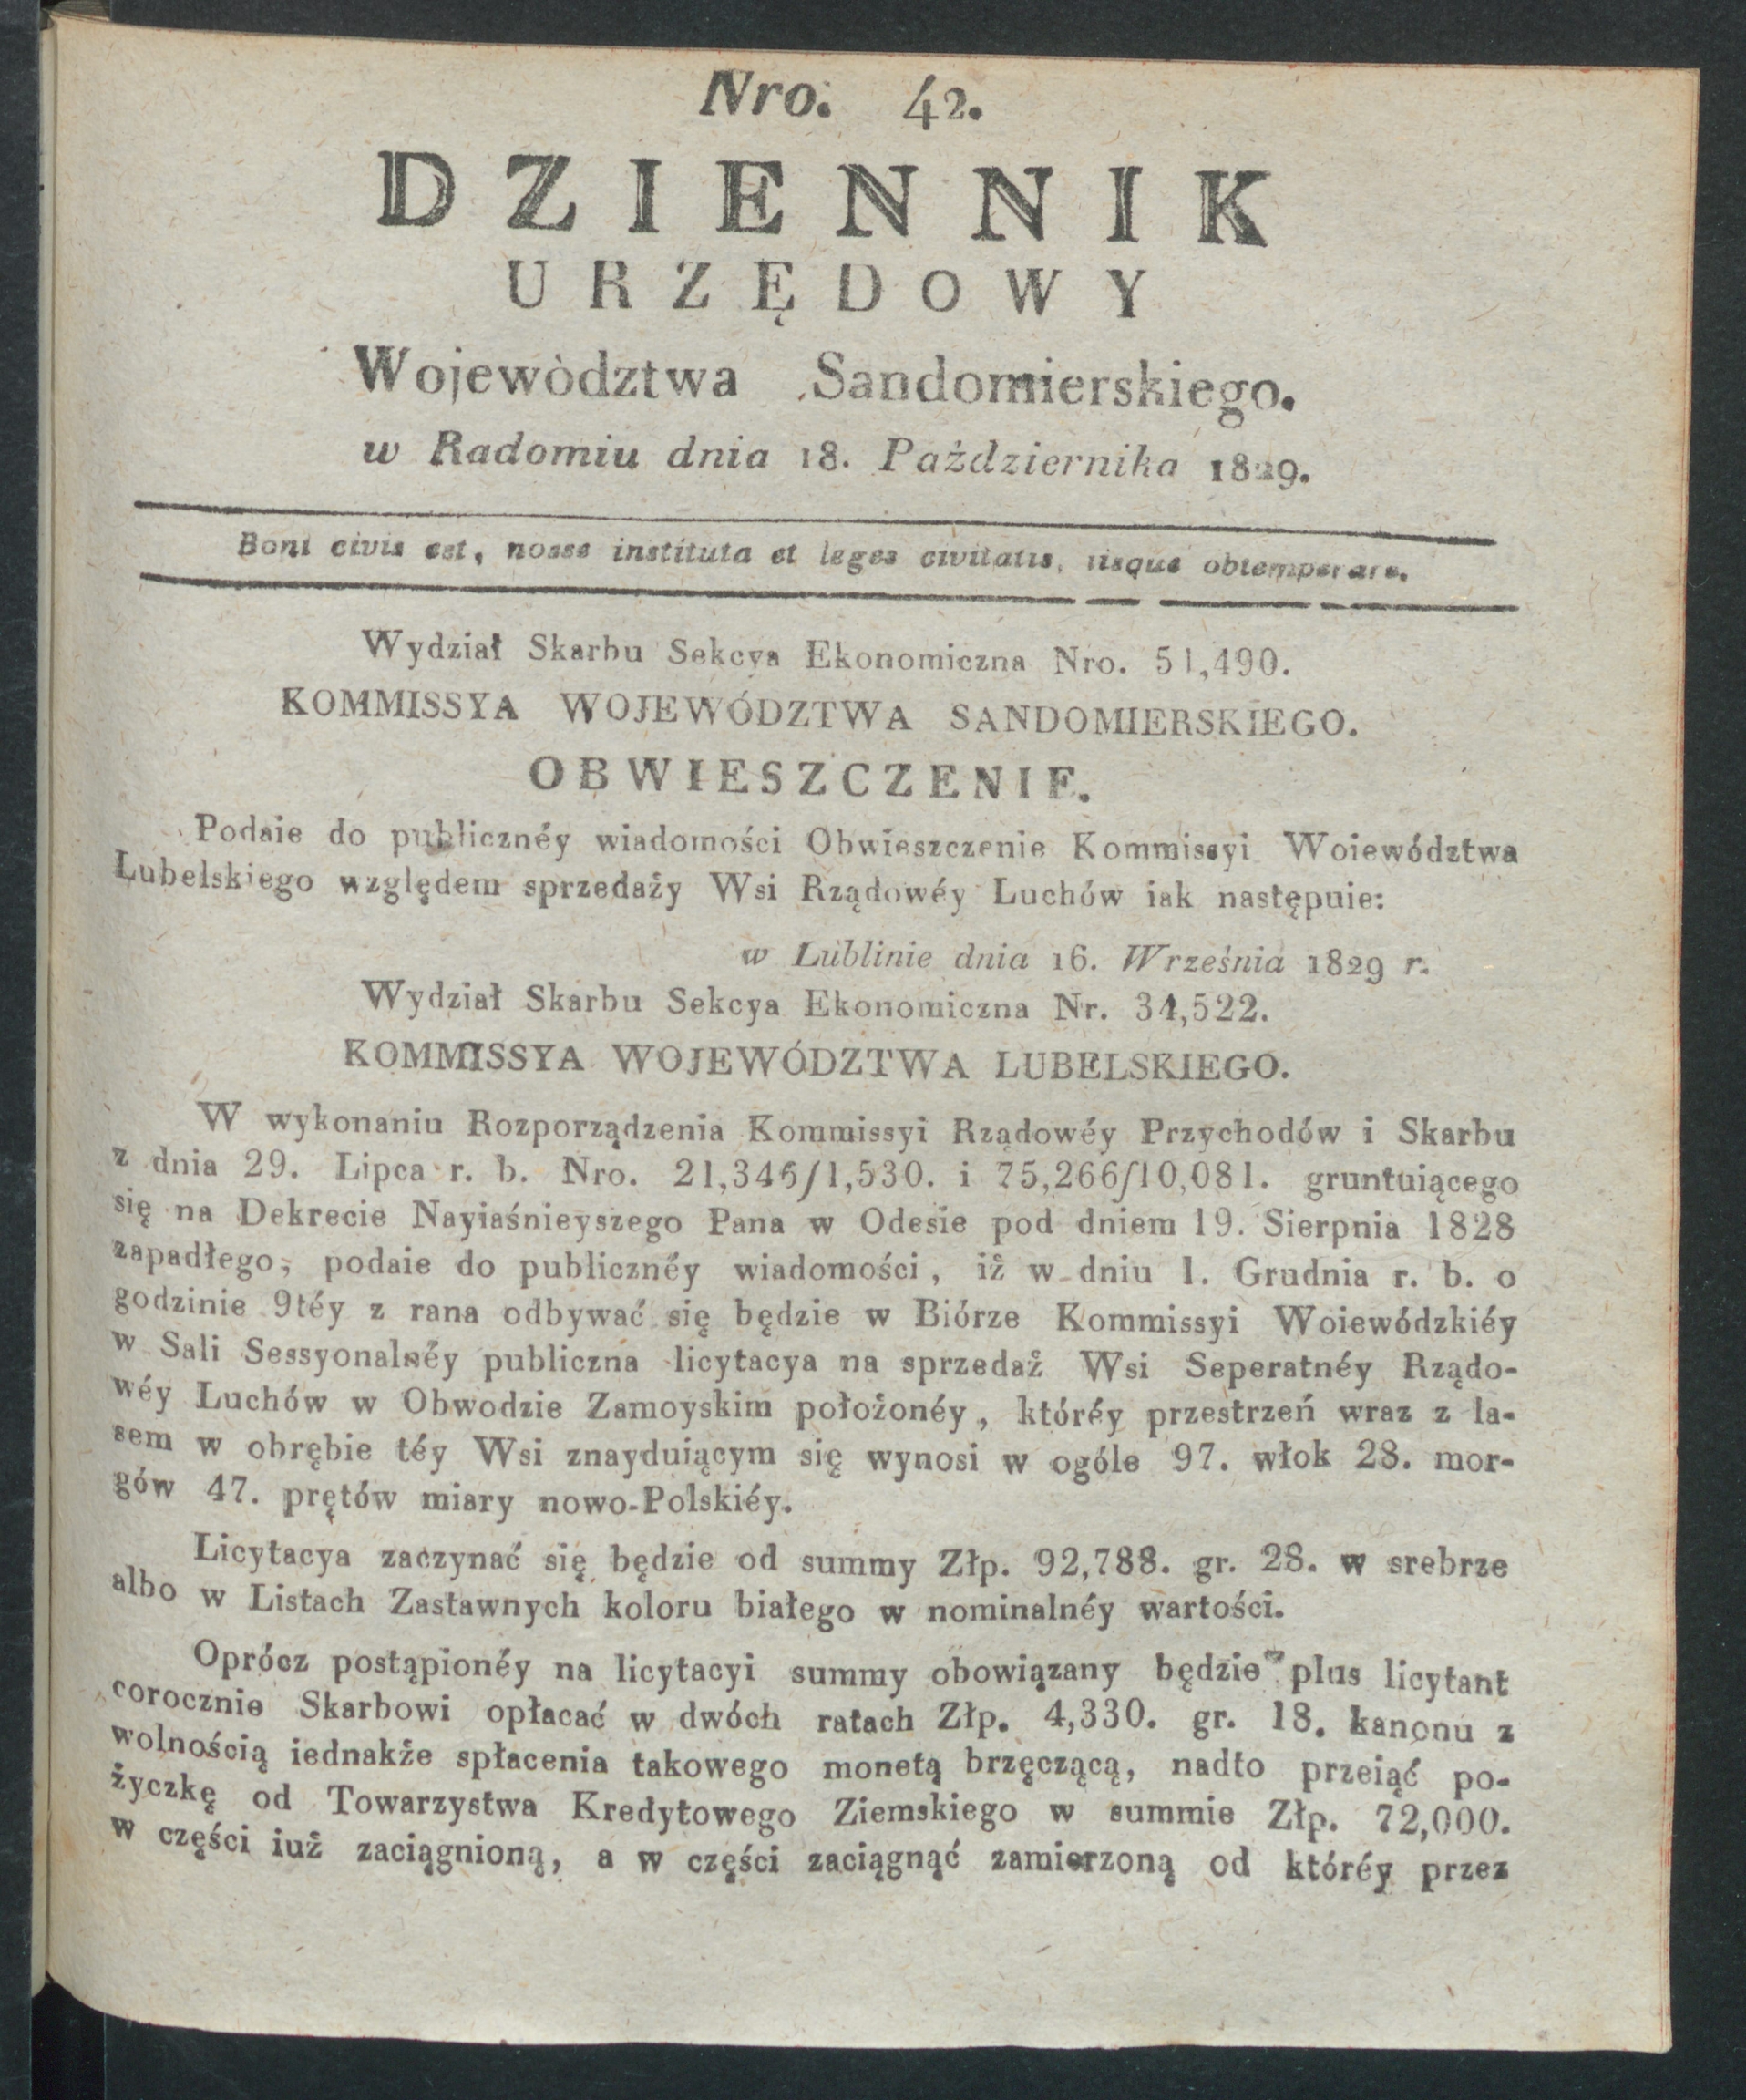 Nro. 42.
DZIENNIK
URZĘDOWY
Wojewòdztwa Sandomierskiego.
w Radomiu dnia 18. Października 1829.
Boni civis est, nosse instituta et leges civitatis, iisque obtemperare.
Wydział Skarbu Sekcya Ekonomiczna Nro. 51,490.
KOMMISSYA WOJEWÓDZTWA SANDOMIERSKIEGO.
OBWIESZCZENIE.
Podaie do publicznéy wiadomości Obwieszczenie Kommissyi Woiewództwa
Lubelskiego względem sprzedaży Wsi Rządowéy Luchów iak następuie:
w Lublinie dnia 16. Września 1829 r.
Wydział Skarbu Sekcya Ekonomiczna Nr. 34,522.
KOMMISSYA WOJEWÓDZTWA LUBELSKIEGO.
W wykonaniu Rozporządzenia Kommissyi Rządowéy Przychodów i Skarbu
z dnia 29. Lipca r. b. Nro. 21,346/1,530. i 75,266/10,081. gruntuiącego
się na Dekrecie Nayiaśnieyszego Pana w Odesie pod dniem 19. Sierpnia 1828
zapadłego, podaie do publicznéy wiadomości, iż w dniu 1. Grudnia r. b. o
godzinie 9téy z rana odbywać się będzie w Biórze Kommissyi Woiewódzkiéy
w Sali Sessyonalnéy publiczna licytacya na sprzedaż Wsi Seperatnéy Rządo-
wéy Luchów w Obwodzie Zamoyskim położonéy, któréy przestrzeń wraz z la-
sem w obrębie téy Wsi znayduiącym się wynosi w ogóle 97. włok 28. mor-
gów 47. prętów miary nowo-Polskiéy.
Licytacya zaczynać się będzie od summy Złp. 92,788. gr. 28. w srebrze
albo w Listach Zastawnych koloru białego w nominalnéy wartości.
Oprócz postąpionéy na licytacyi summy obowiązany będzie plus licytant
corocznie Skarbowi opłacać w dwóch ratach Złp. 4,330. gr. 18. kanonu z
wolnością iednakże spłacenia takowego monetą brzęczącą, nadto przeiąć po-
życzkę od Towarzystwa Kredytowego Ziemskiego w summie Złp. 72,000.
w części iuż zaciągnioną, a w części zaciągnąć zamierzoną od któréy przez